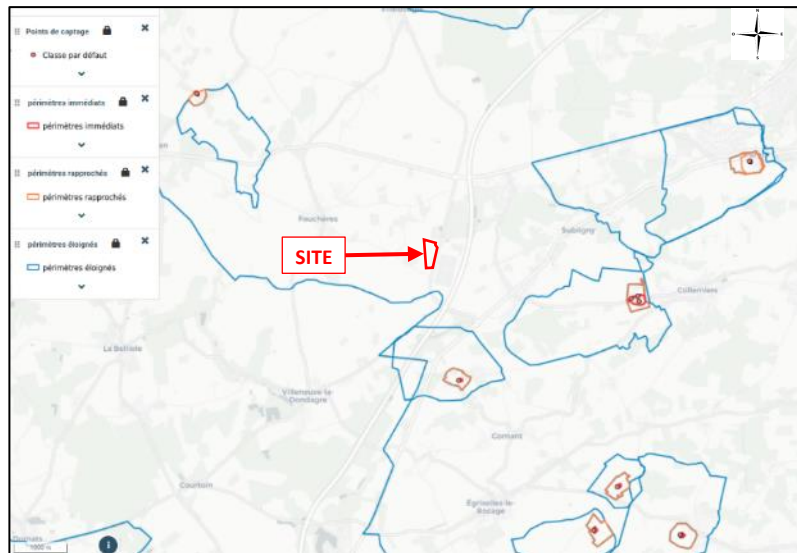 Points de captage
Classe par défaut
périmètres immédiats
périmètres immédiats
périmètres rapprochés
périmètres rapprochés
périmètres éloignés
périmètres éloignés
N
S
Fouchères
SITE
Subligny
Collemiers
La Belliole
Villeneuve-la-
Dondagre
Cornant
Courtoin
Égriselles-le-
Bocage
1000 m
i